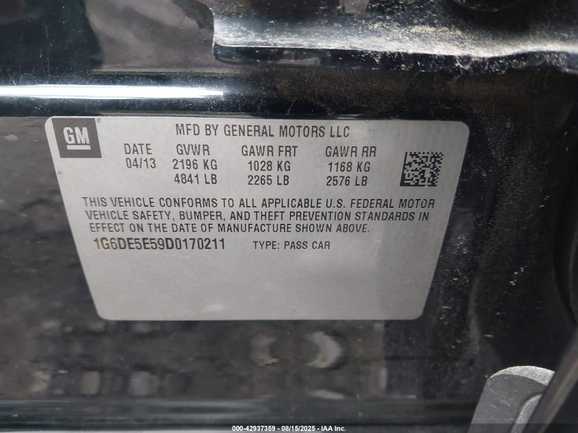 GM
MFD BY GENERAL MOTORS LLC
DATE GVWR GAWR FRT GAWR RR
04/13 2196 KG 1028 KG 1168 KG
4841 LB 2265 LB 2576 LB
THIS VEHICLE CONFORMS TO ALL APPLICABLE U.S. FEDERAL MOTOR
VEHICLE SAFETY, BUMPER, AND THEFT PREVENTION STANDARDS IN
EFFECT ON THE DATE OF MANUFACTURE SHOWN ABOVE.
1G6DE5E59D0170211 TYPE: PASS CAR
000-42937359 - 08/15/2025 - IAA Inc.